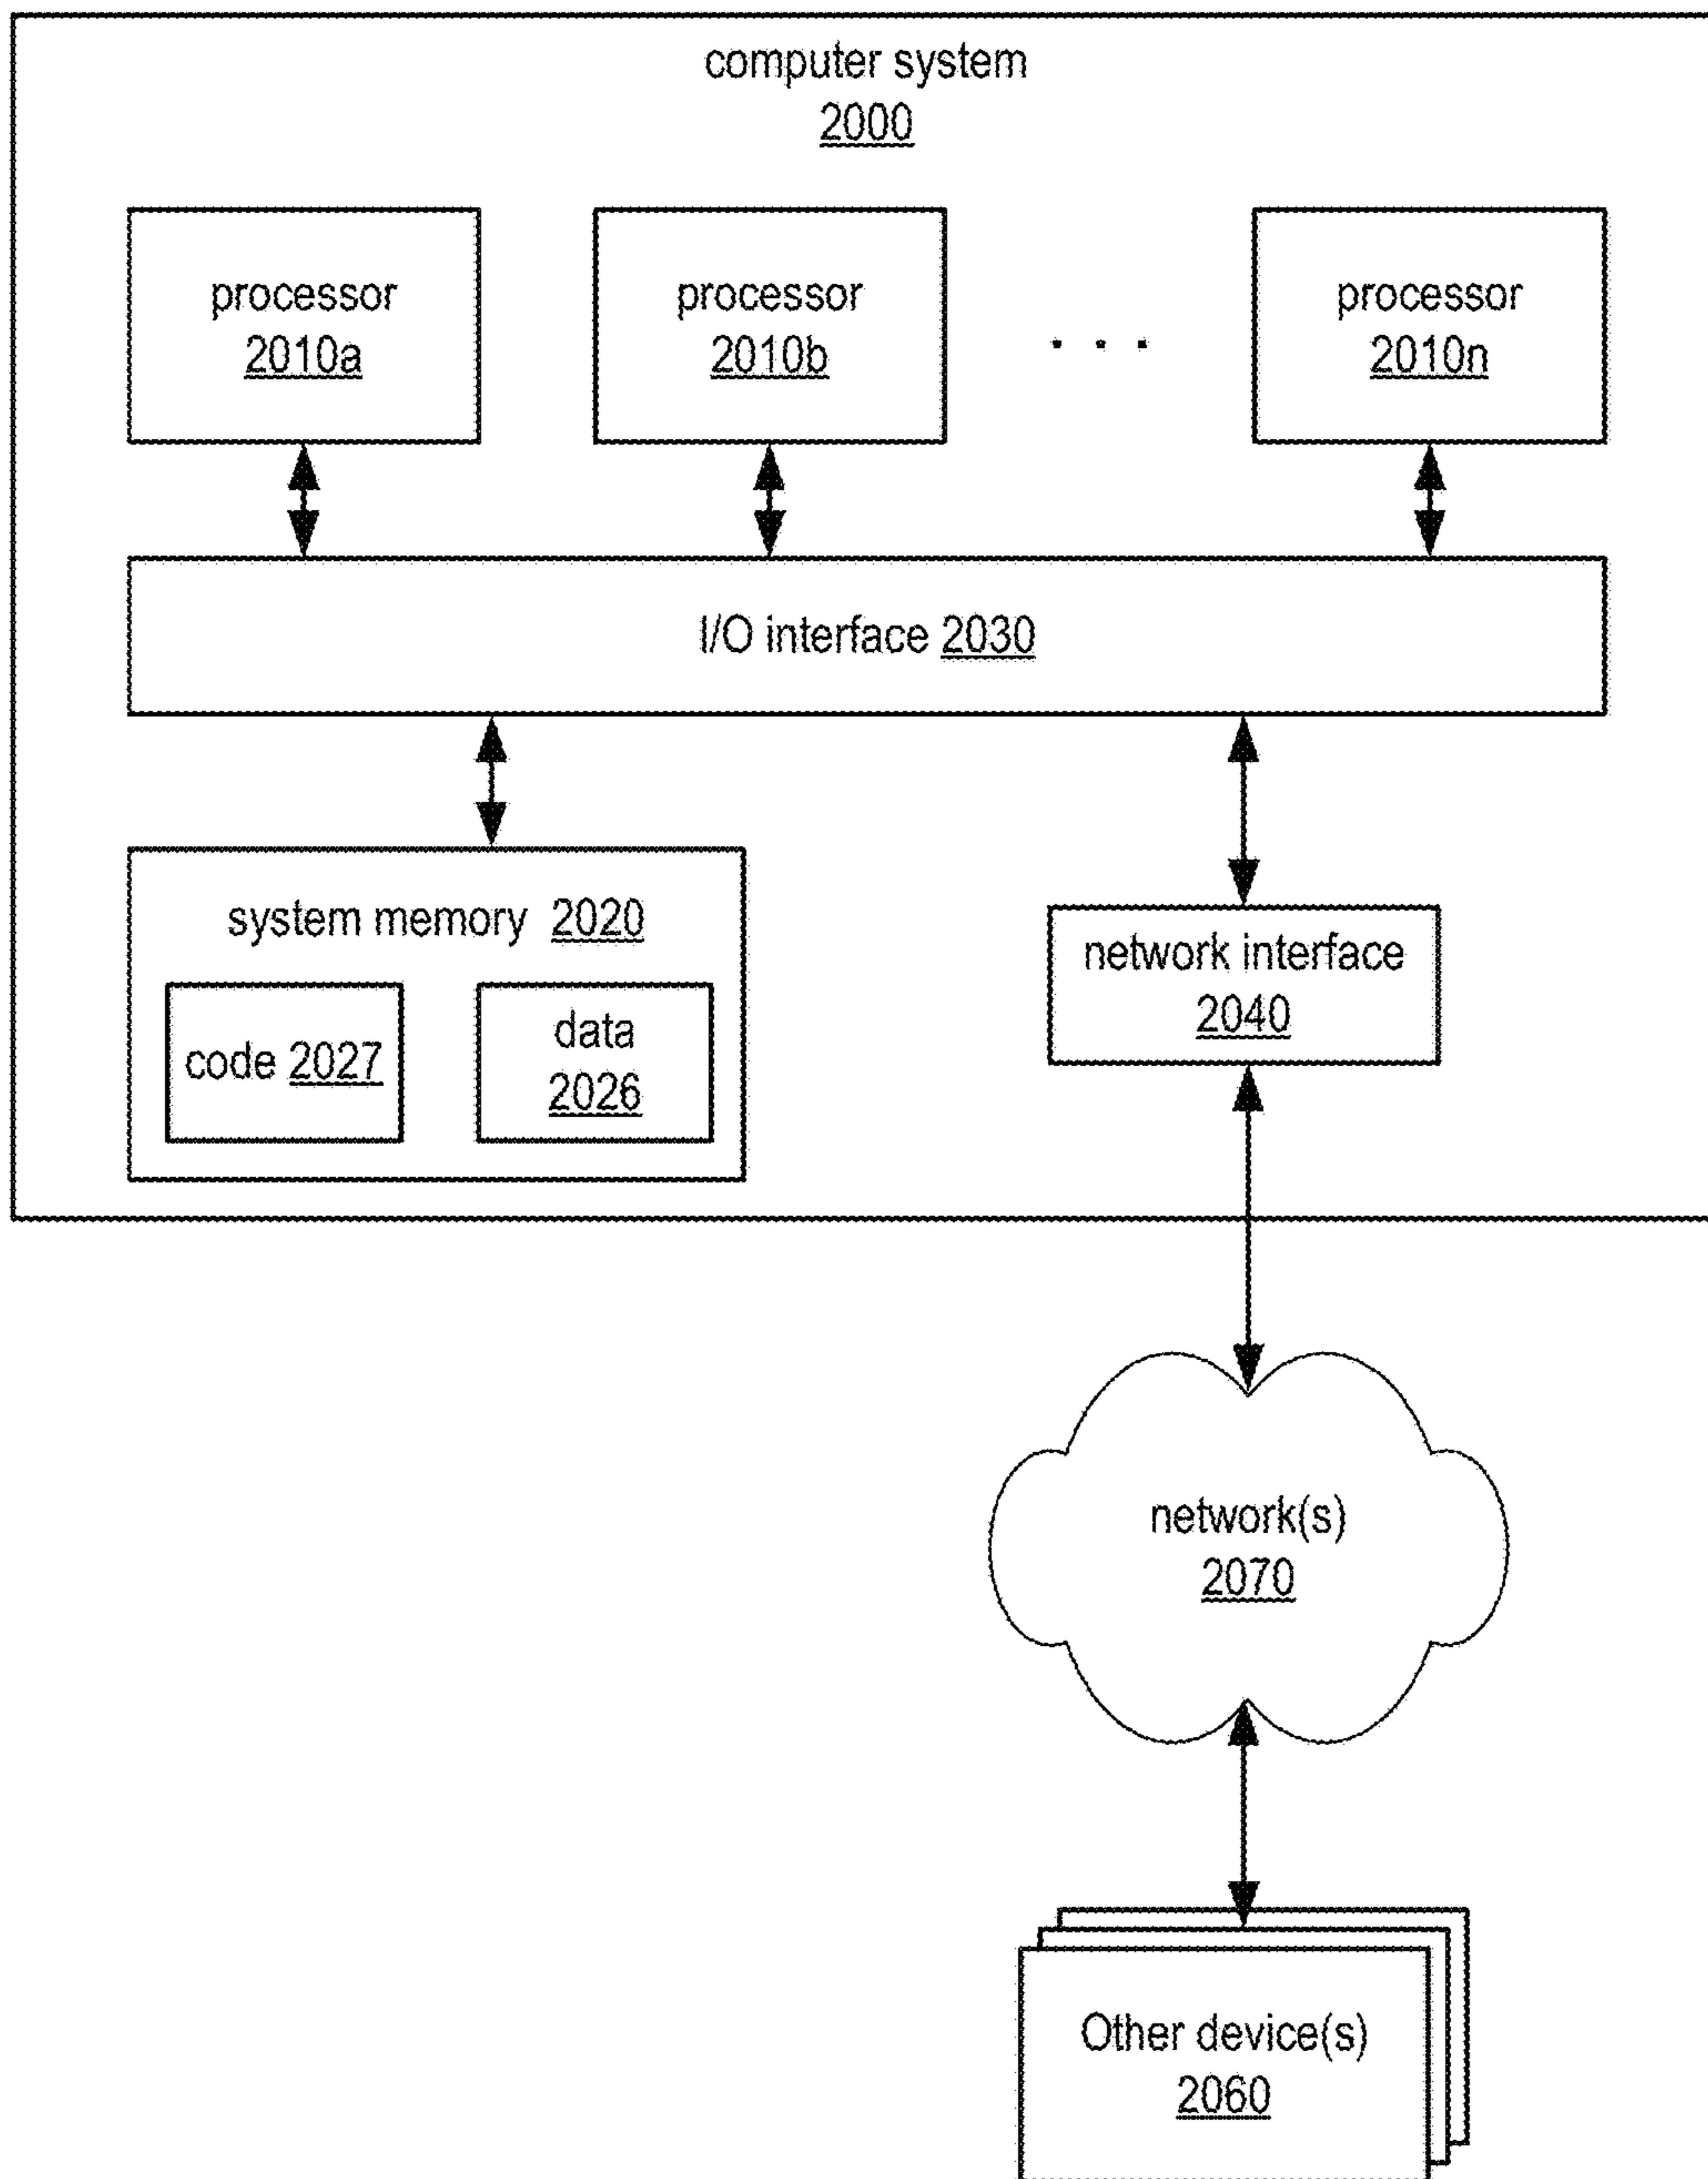 computer system
2000
processor
2010a
processor
2010b
. . .
processor
2010n
I/O interface 2030
system memory 2020
code 2027
data
2026
network interface
2040
network(s)
2070
Other device(s)
2060